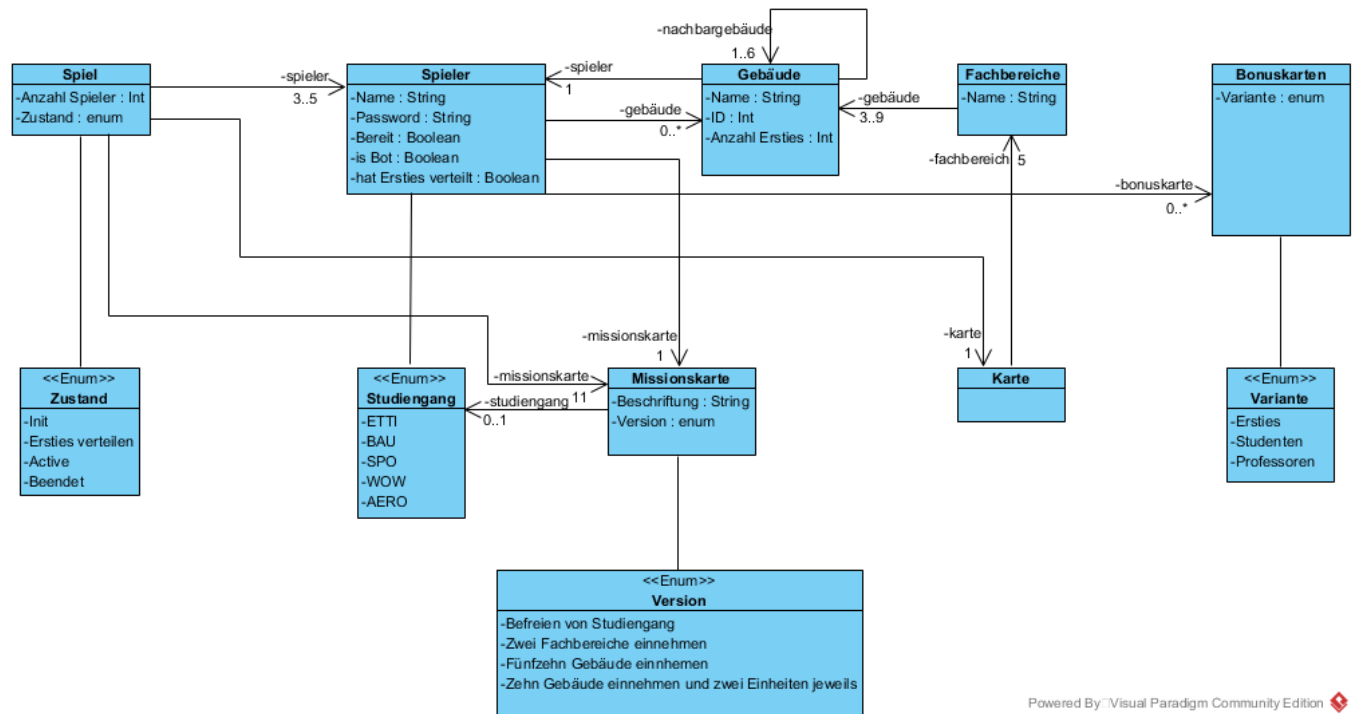 -nachbargebäude
1..6
Spiel
-Anzahl Spieler : Int
-Zustand : enum
-spieler
3..5
Spieler
-Name : String
-Password : String
-Bereit : Boolean
-is Bot : Boolean
-hat Ersties verteilt : Boolean
-spieler
1
-gebäude
0..*
Gebäude
-Name : String
-ID : Int
-Anzahl Ersties : Int
-gebäude
3..9
Fachbereiche
-Name : String
-fachbereich
5
Bonuskarten
-Variante : enum
-bonuskarte
0..*
-missionskarte
1
-karte
1
<<Enum>>
Zustand
-Init
-Ersties verteilen
-Active
-Beendet
<<Enum>>
Studiengang
-ETTI
-BAU
-SPO
-WOW
-AERO
-missionskarte
11
-studiengang
0..1
Missionskarte
-Beschriftung : String
-Version : enum
Karte
<<Enum>>
Variante
-Ersties
-Studenten
-Professoren
<<Enum>>
Version
-Befreien von Studiengang
-Zwei Fachbereiche einnehmen
-Fünfzehn Gebäude einnhemen
-Zehn Gebäude einnehmen und zwei Einheiten jeweils
Powered By Visual Paradigm Community Edition